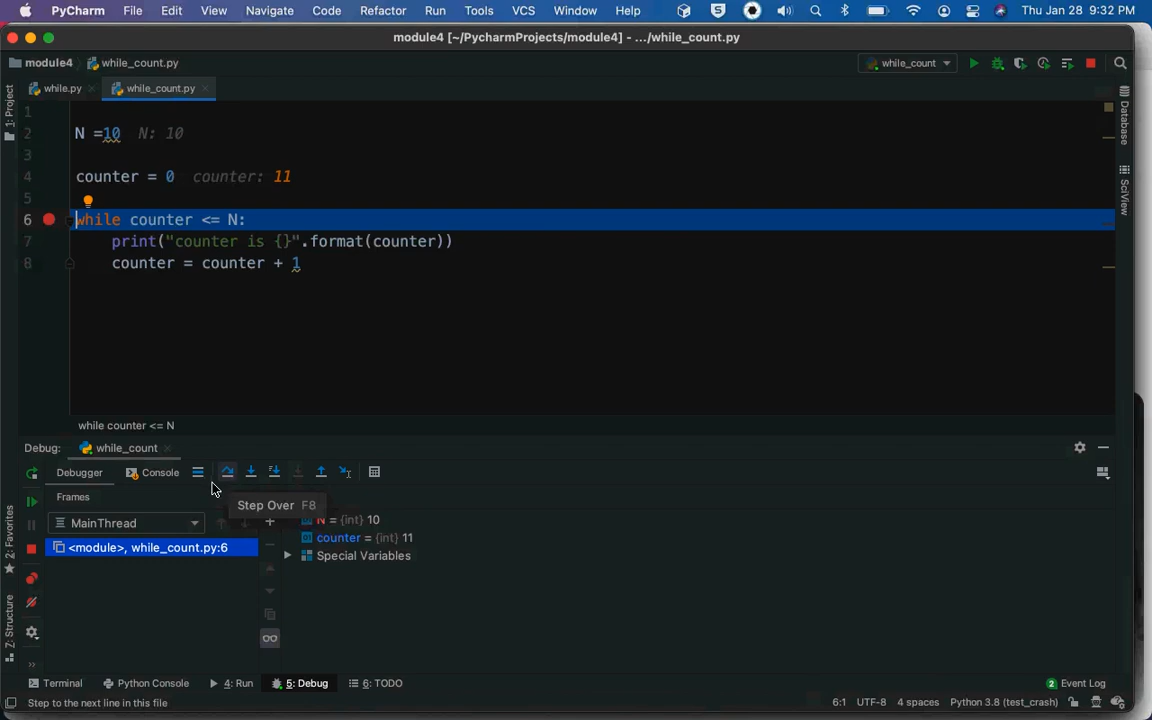 PyCharm File Edit View Navigate Code Refactor Run Tools VCS Window Help Thu Jan 28 9:32 PM
module4 [~/PycharmProjects/module4] - .../while_count.py
module4 while_count.py while_count
while.py while_count.py
1
2 N =10 N: 10
3
4 counter = 0 counter: 11
5
6 while counter <= N:
7 print("counter is {}".format(counter))
8 counter = counter + 1
1: Project
Database
SciView
while counter <= N
Debug: while_count
Debugger Console
Frames
Step Over F8
MainThread
N = {int} 10
counter = {int} 11
<module>, while_count.py:6
Special Variables
2: Favorites
7: Structure
Terminal Python Console 4: Run 5: Debug 6: TODO 2 Event Log
Step to the next line in this file 6:1 UTF-8 4 spaces Python 3.8 (test_crash)